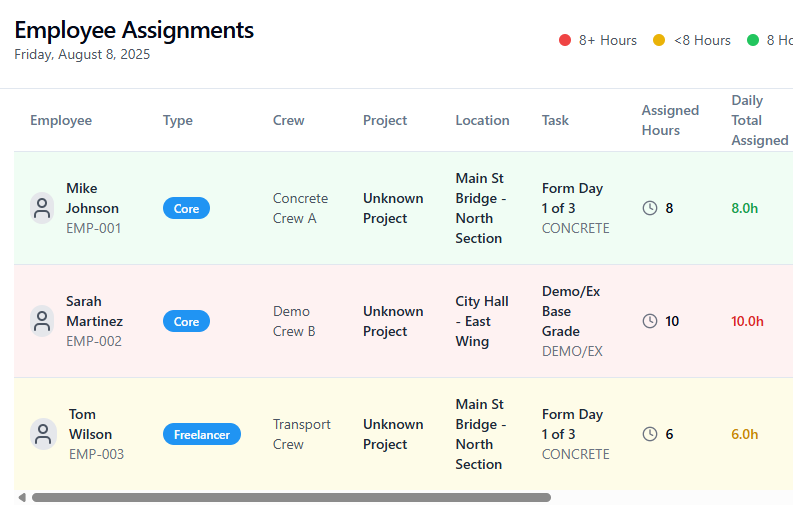 Employee Assignments
Friday, August 8, 2025
8+ Hours
<8 Hours
8
Employee
Type
Crew
Project
Location
Task
Assigned
Hours
Daily
Total
Assigned
Mike
Johnson
EMP-001
Core
Concrete
Crew A
Unknown
Project
Main St
Bridge -
North
Section
Form Day
1 of 3
CONCRETE
8
8.0h
Sarah
Martinez
EMP-002
Core
Demo
Crew B
Unknown
Project
City Hall
- East
Wing
Demo/Ex
Base
Grade
DEMO/EX
10
10.0h
Tom
Wilson
EMP-003
Freelancer
Transport
Crew
Unknown
Project
Main St
Bridge -
North
Section
Form Day
1 of 3
CONCRETE
6
6.0h